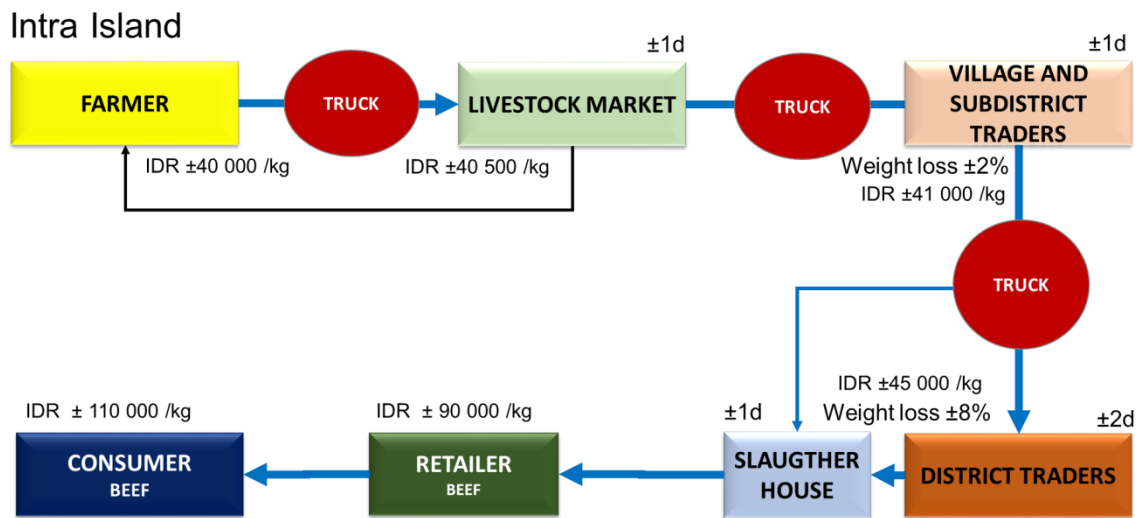 Intra Island
±1d
±1d
FARMER
TRUCK
LIVESTOCK MARKET
TRUCK
VILLAGE AND
SUBDISTRICT
TRADERS
IDR ±40 000 /kg
IDR ±40 500 /kg
Weight loss ±2%
IDR ±41 000 /kg
TRUCK
IDR ±45 000 /kg
Weight loss ±8%
IDR ± 110 000 /kg
IDR ± 90 000 /kg
±1d
±2d
CONSUMER
BEEF
RETAILER
BEEF
SLAUGTHER
HOUSE
DISTRICT TRADERS